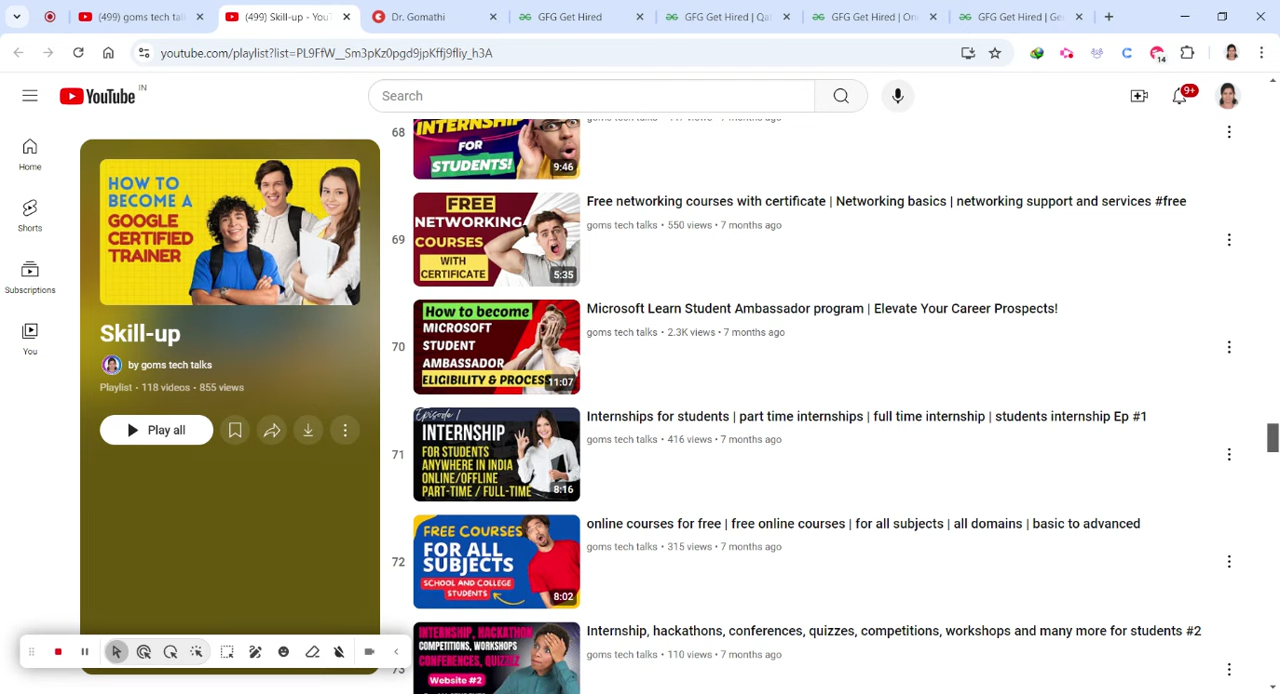 (499) goms tech talk
(499) Skill-up - YouT
Dr. Gomathi
GFG Get Hired
GFG Get Hired | Qat
GFG Get Hired | On
GFG Get Hired | Ge
youtube.com/playlist?list=PL9FfW__Sm3pKz0pgd9jpKffj9fliy_h3A
14
YouTube IN
Search
9+
Home
Shorts
Subscriptions
You
HOW TO
BECOME A
GOOGLE
CERTIFIED
TRAINER
Skill-up
by goms tech talks
Playlist • 118 videos • 855 views
Play all
68
INTERNSHIP
FOR
STUDENTS!
9:46
goms tech talks • views • 7 months ago
69
FREE
NETWORKING
COURSES
WITH
CERTIFICATE
5:35
Free networking courses with certificate | Networking basics | networking support and services #free
goms tech talks • 550 views • 7 months ago
70
How to become
MICROSOFT
STUDENT
AMBASSADOR
ELIGIBILITY & PROCESS
11:07
Microsoft Learn Student Ambassador program | Elevate Your Career Prospects!
goms tech talks • 2.3K views • 7 months ago
71
Episode 1
INTERNSHIP
FOR STUDENTS
ANYWHERE IN INDIA
ONLINE/OFFLINE
PART-TIME / FULL-TIME
8:16
Internships for students | part time internships | full time internship | students internship Ep #1
goms tech talks • 416 views • 7 months ago
72
FREE COURSES
FOR ALL
SUBJECTS
SCHOOL AND COLLEGE
STUDENTS
8:02
online courses for free | free online courses | for all subjects | all domains | basic to advanced
goms tech talks • 315 views • 7 months ago
73
INTERNSHIP, HACKATHON
COMPETITIONS, WORKSHOPS
CONFERENCES, QUIZZES
Website #2
Internship, hackathons, conferences, quizzes, competitions, workshops and many more for students #2
goms tech talks • 110 views • 7 months ago